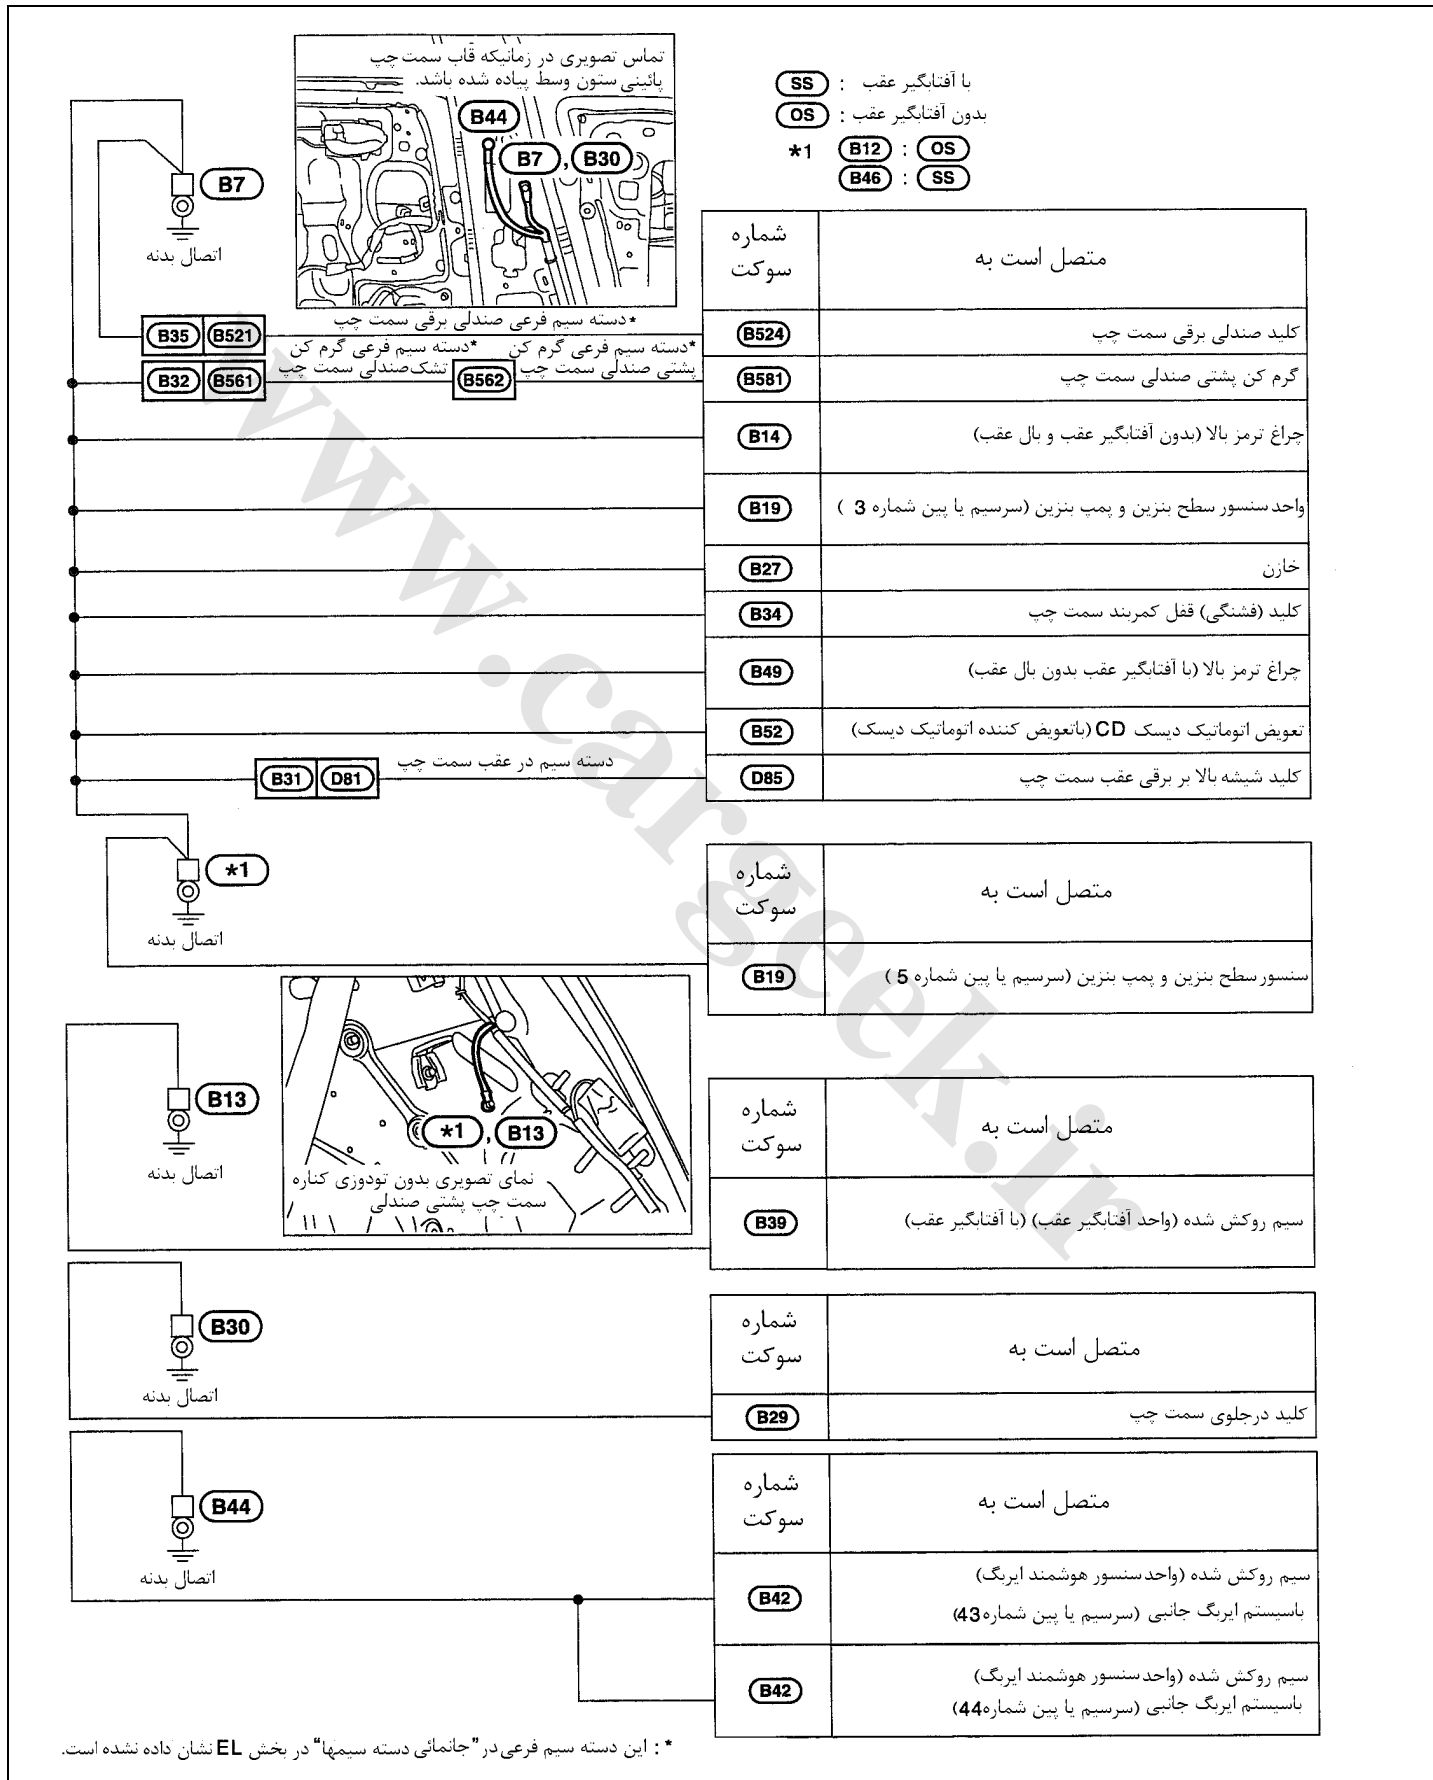 تماس تصویری در زمانیکه قاب سمت چپ
پائینی ستون وسط پیاده شده باشد.
B44
B7 , B30
با آفتابگیر عقب : SS
بدون آفتابگیر عقب : OS
*1 B12 : OS
B46 : SS
B7
اتصال بدنه
شماره سوکت
متصل است به
B35 B521
*دسته سیم فرعی صندلی برقی سمت چپ
B524
کلید صندلی برقی سمت چپ
B32 B561
*دسته سیم فرعی گرم کن
تشک صندلی سمت چپ
B562
*دسته سیم فرعی گرم کن
پشتی صندلی سمت چپ
B581
گرم کن پشتی صندلی سمت چپ
B14
چراغ ترمز بالا (بدون آفتابگیر عقب و بال عقب)
B19
واحد سنسور سطح بنزین و پمپ بنزین (سرسیم یا پین شماره 3 )
B27
خازن
B34
کلید (فشنگی) قفل کمربند سمت چپ
B49
چراغ ترمز بالا (با آفتابگیر عقب بدون بال عقب)
B52
تعویض اتوماتیک دیسک CD (باتعویض کننده اتوماتیک دیسک)
B31 D81
دسته سیم در عقب سمت چپ
D85
کلید شیشه بالا بر برقی عقب سمت چپ
*1
اتصال بدنه
شماره سوکت
متصل است به
B19
سنسور سطح بنزین و پمپ بنزین (سرسیم یا پین شماره 5 )
B13
اتصال بدنه
*1 , B13
نمای تصویری بدون تودوزی کناره
سمت چپ پشتی صندلی
شماره سوکت
متصل است به
B39
سیم روکش شده (واحد آفتابگیر عقب) (با آفتابگیر عقب)
B30
اتصال بدنه
شماره سوکت
متصل است به
B29
کلید درجلوی سمت چپ
B44
اتصال بدنه
شماره سوکت
متصل است به
B42
سیم روکش شده (واحد سنسور هوشمند ایربگ)
باسیستم ایربگ جانبی (سرسیم یا پین شماره 43)
B42
سیم روکش شده (واحد سنسور هوشمند ایربگ)
باسیستم ایربگ جانبی (سرسیم یا پین شماره 44)
* : این دسته سیم فرعی در "جانمائی دسته سیمها" در بخش EL نشان داده نشده است.
www.cargeek.ir